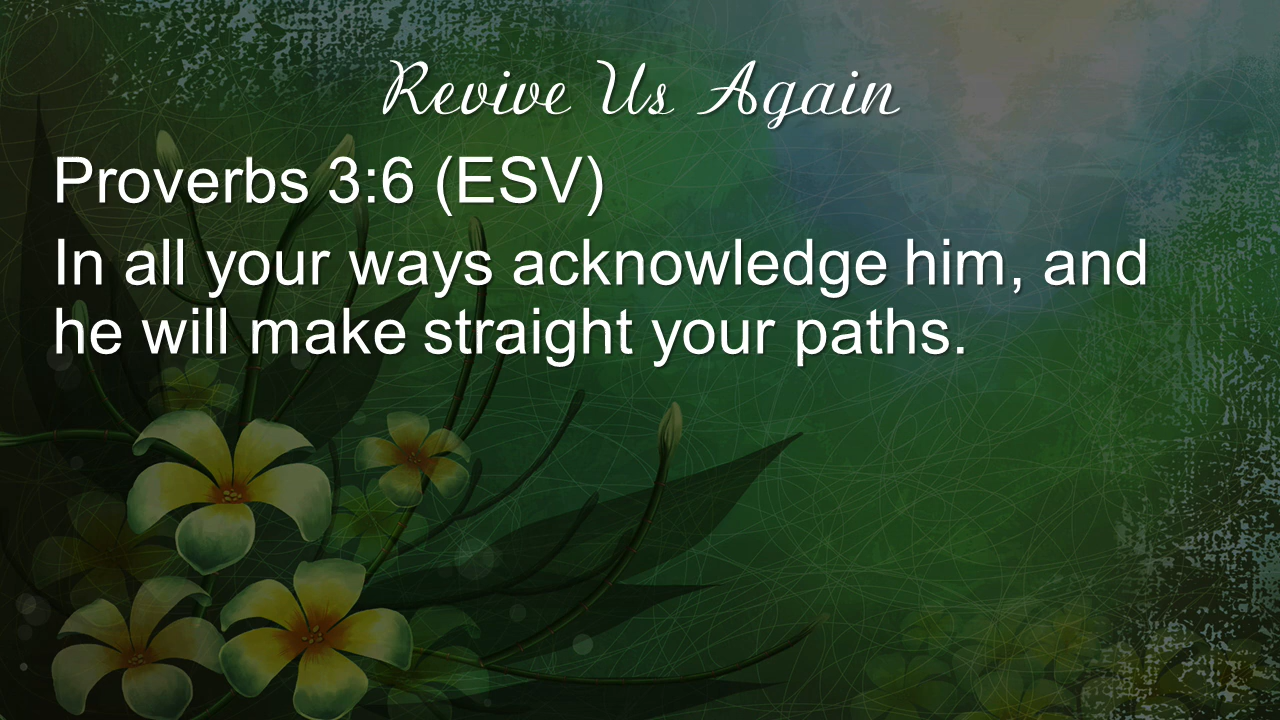 Revive Us Again
Proverbs 3:6 (ESV)
In all your ways acknowledge him, and
he will make straight your paths.